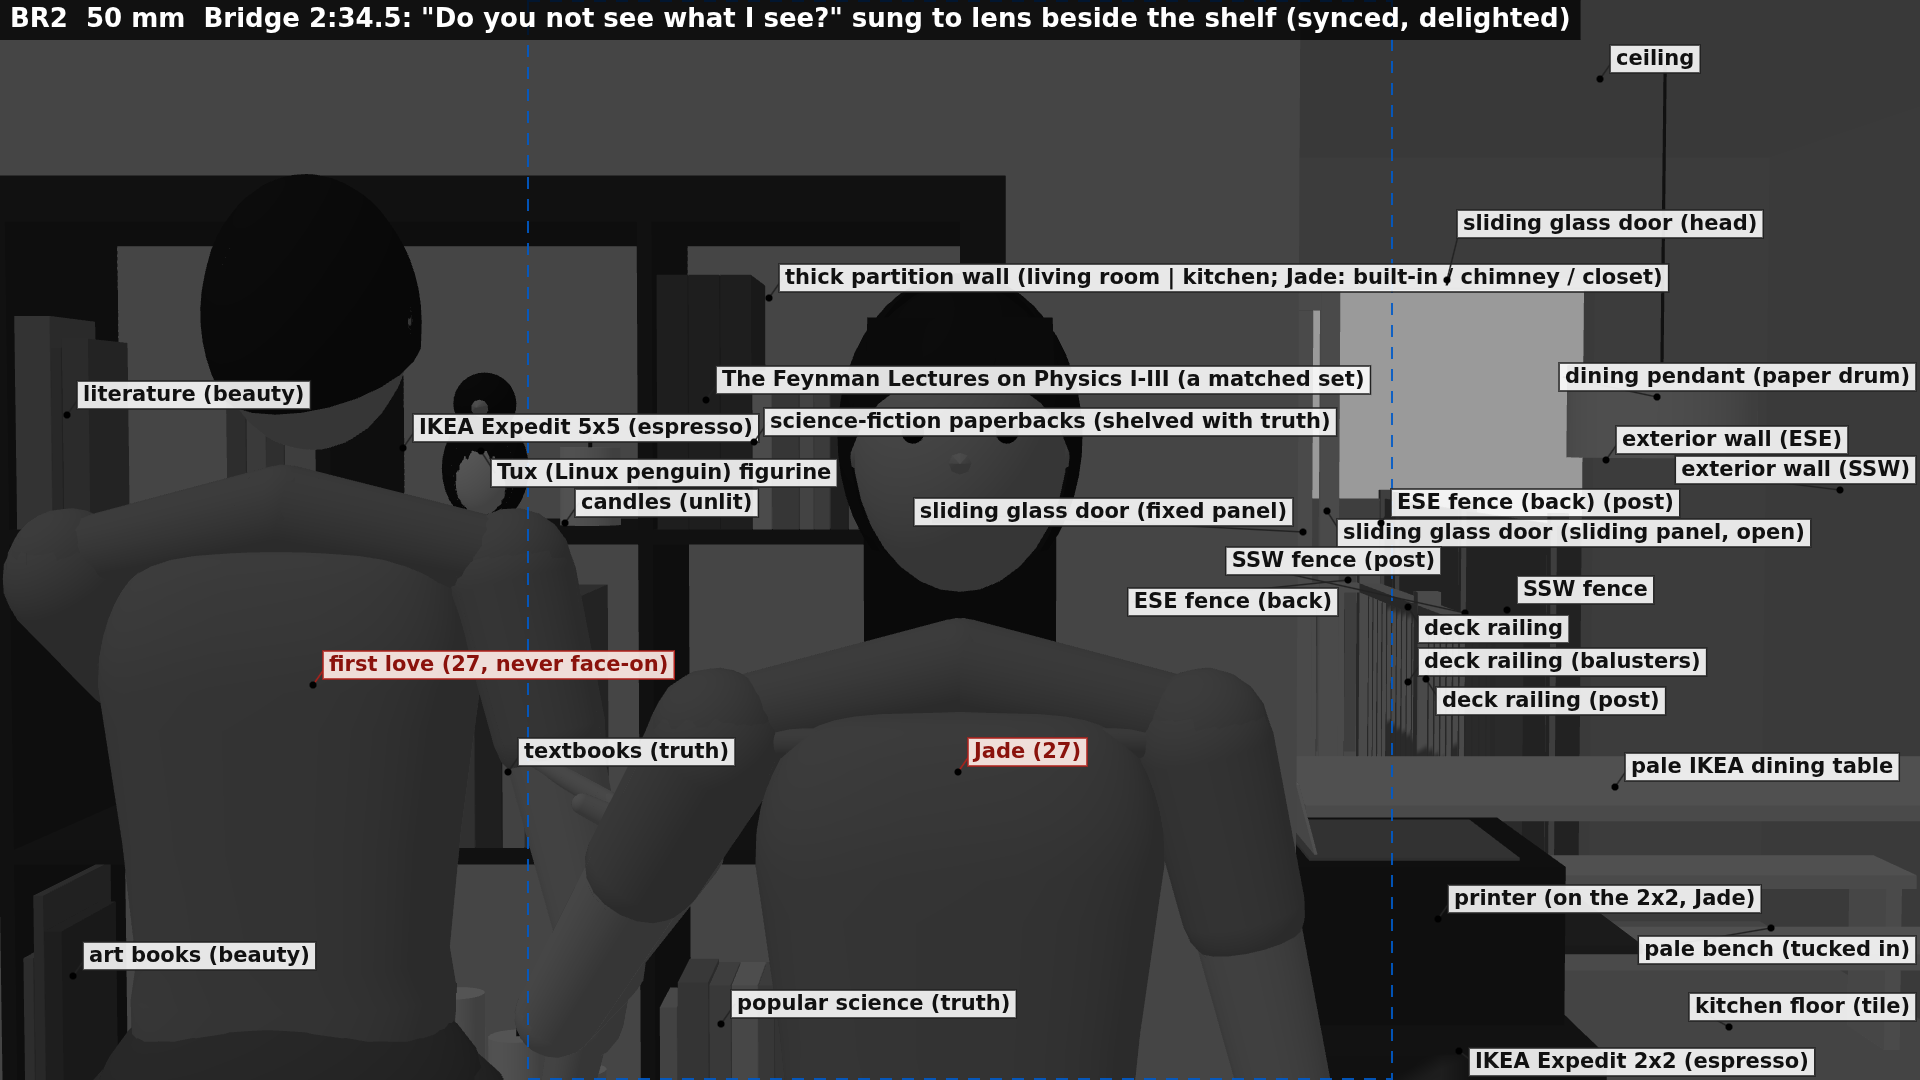 BR2  50 mm  Bridge 2:34.5: "Do you not see what I see?" sung to lens beside the shelf (synced, delighted)
ceiling
sliding glass door (head)
thick partition wall (living room | kitchen; Jade: built-in / chimney / closet)
dining pendant (paper drum)
The Feynman Lectures on Physics I-III (a matched set)
literature (beauty)
science-fiction paperbacks (shelved with truth)
IKEA Expedit 5x5 (espresso)
exterior wall (ESE)
exterior wall (SSW)
Tux (Linux penguin) figurine
candles (unlit)
ESE fence (back) (post)
sliding glass door (fixed panel)
sliding glass door (sliding panel, open)
SSW fence (post)
SSW fence
ESE fence (back)
deck railing
deck railing (balusters)
first love (27, never face-on)
deck railing (post)
textbooks (truth)
Jade (27)
pale IKEA dining table
printer (on the 2x2, Jade)
pale bench (tucked in)
art books (beauty)
popular science (truth)
kitchen floor (tile)
IKEA Expedit 2x2 (espresso)